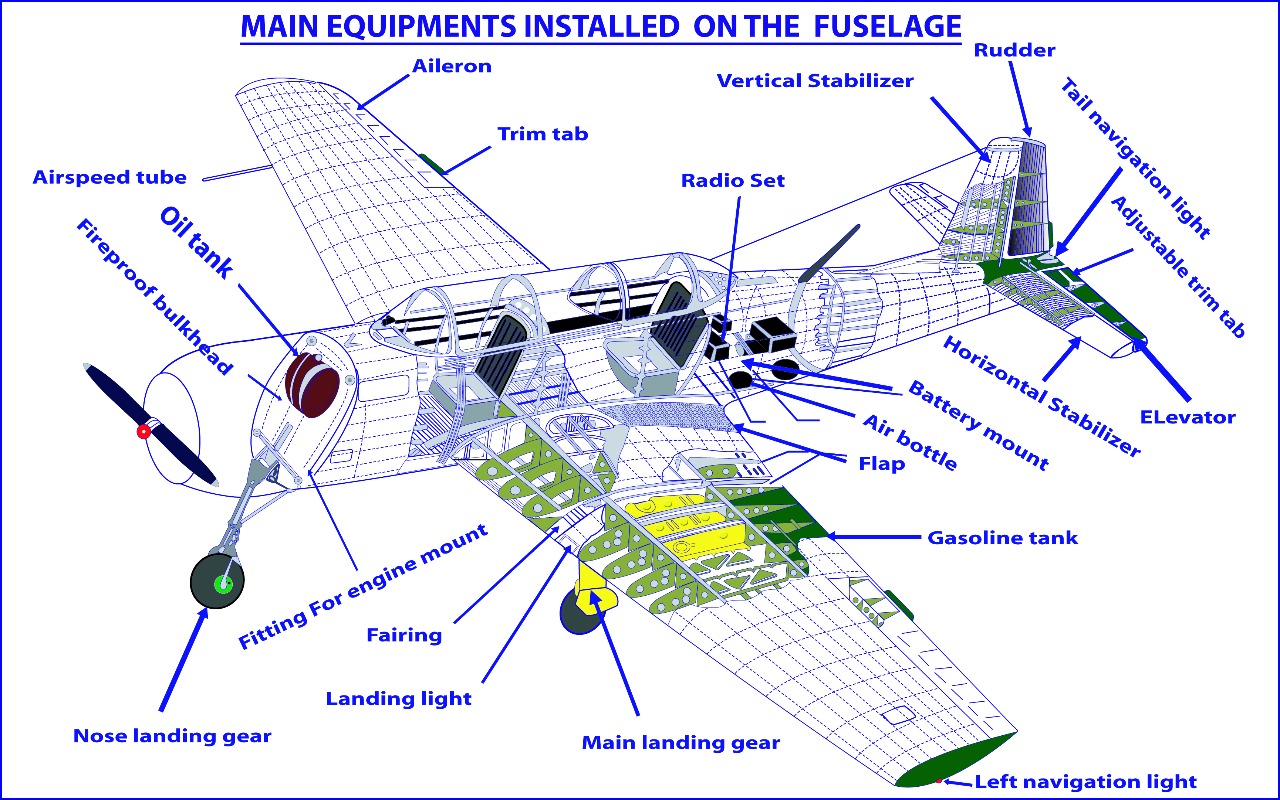 MAIN EQUIPMENTS INSTALLED ON THE FUSELAGE
Rudder
Aileron
Vertical Stabilizer
Tail navigation light
Trim tab
Airspeed tube
Radio Set
Oil tank
Adjustable trim tab
Fireproof bulkhead
Horizontal Stabilizer
ELevator
Battery mount
Air bottle
Flap
Gasoline tank
Fitting For engine mount
Fairing
Landing light
Nose landing gear
Main landing gear
Left navigation light